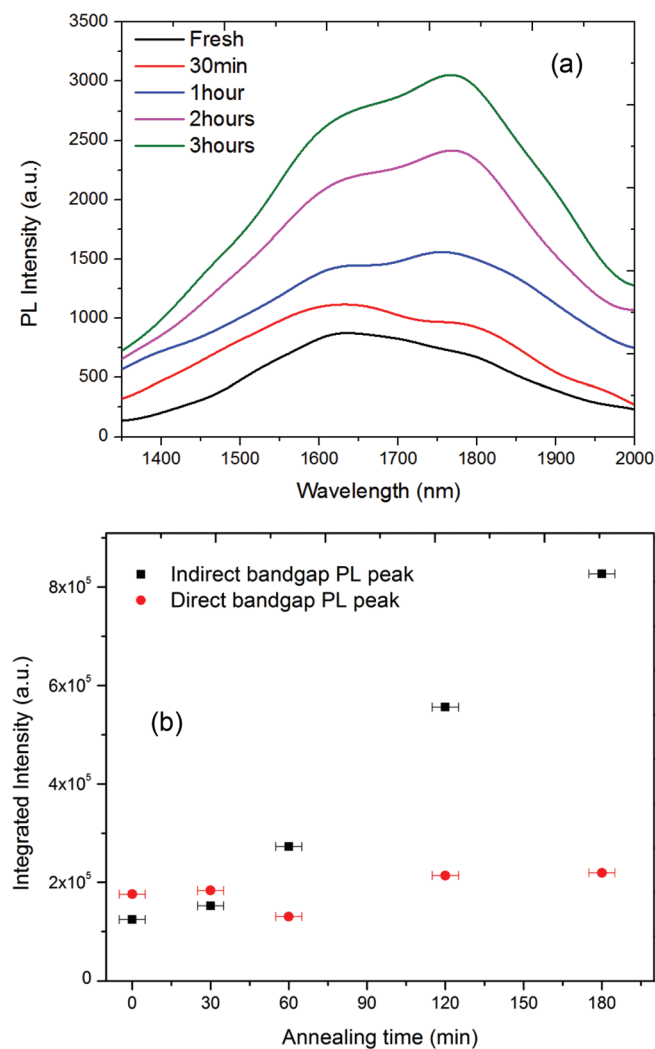 3500
3000
2500
2000
1500
1000
500
0
PL Intensity (a.u.)
Fresh
30min
1hour
2hours
3hours
(a)
1400 1500 1600 1700 1800 1900 2000
Wavelength (nm)
Indirect bandgap PL peak
Direct bandgap PL peak
8x10⁵
6x10⁵
4x10⁵
2x10⁵
0
Integrated Intensity (a.u.)
(b)
0 30 60 90 120 150 180
Annealing time (min)